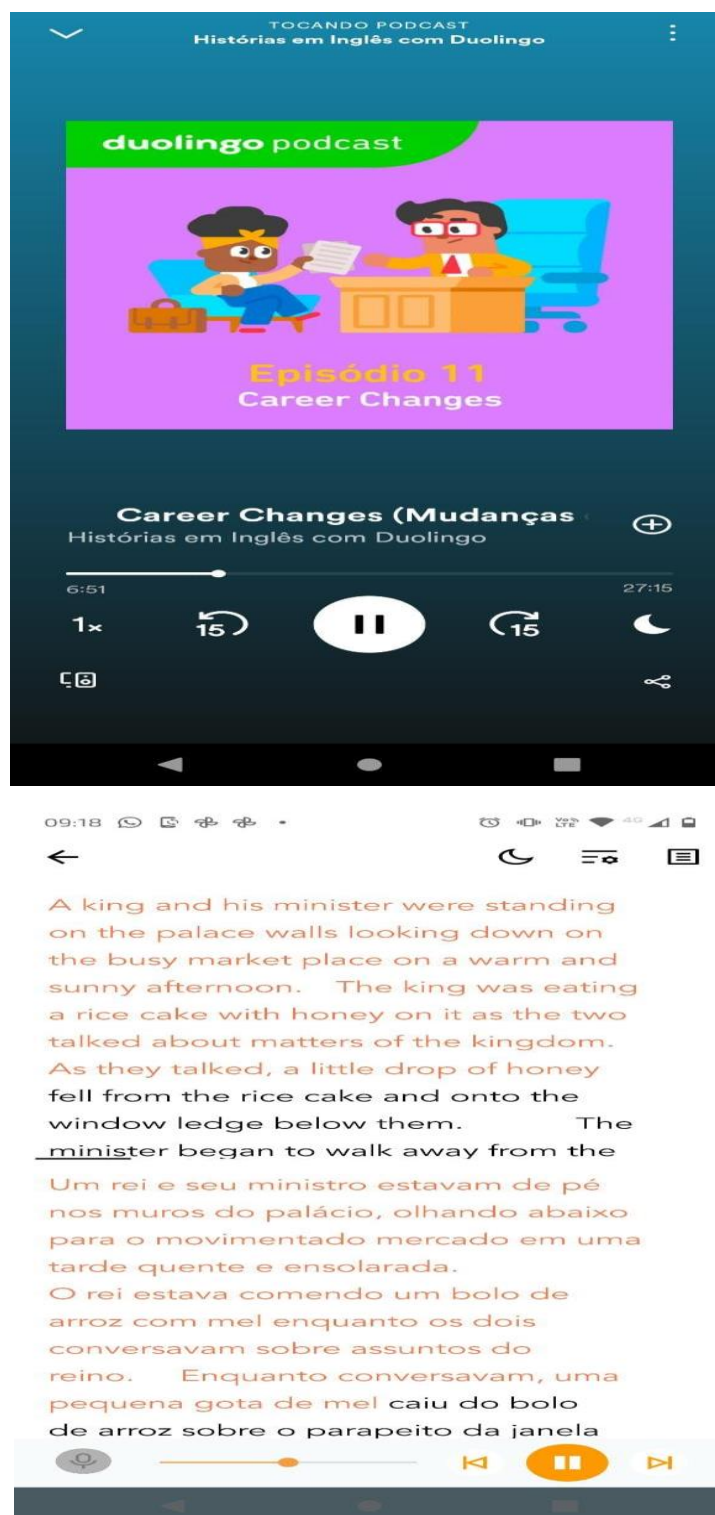 TOCANDO PODCAST
Histórias em Inglês com Duolingo
duolingo podcast
Episódio 11
Career Changes
Career Changes (Mudanças
Histórias em Inglês com Duolingo
6:51
27:15
1x
15
15
09:18
Vo)) LTE
4G
A king and his minister were standing
on the palace walls looking down on
the busy market place on a warm and
sunny afternoon. The king was eating
a rice cake with honey on it as the two
talked about matters of the kingdom.
As they talked, a little drop of honey
fell from the rice cake and onto the
window ledge below them. The
minister began to walk away from the
Um rei e seu ministro estavam de pé
nos muros do palácio, olhando abaixo
para o movimentado mercado em uma
tarde quente e ensolarada.
O rei estava comendo um bolo de
arroz com mel enquanto os dois
conversavam sobre assuntos do
reino. Enquanto conversavam, uma
pequena gota de mel caiu do bolo
de arroz sobre o parapeito da janela